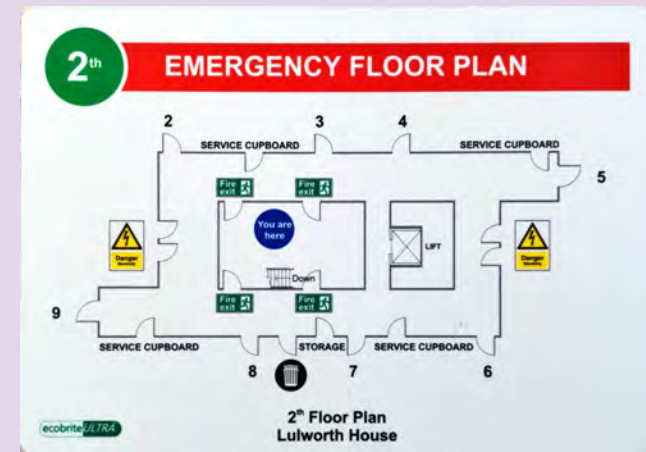 2th
EMERGENCY FLOOR PLAN
2
3
4
SERVICE CUPBOARD
SERVICE CUPBOARD
5
Fire exit
Fire exit
You are
here
Danger
Electricity
LIFT
Danger
Electricity
Down
Fire exit
Fire exit
9
SERVICE CUPBOARD
STORAGE
SERVICE CUPBOARD
8
7
6
2th Floor Plan
Lulworth House
ecobriteULTRA